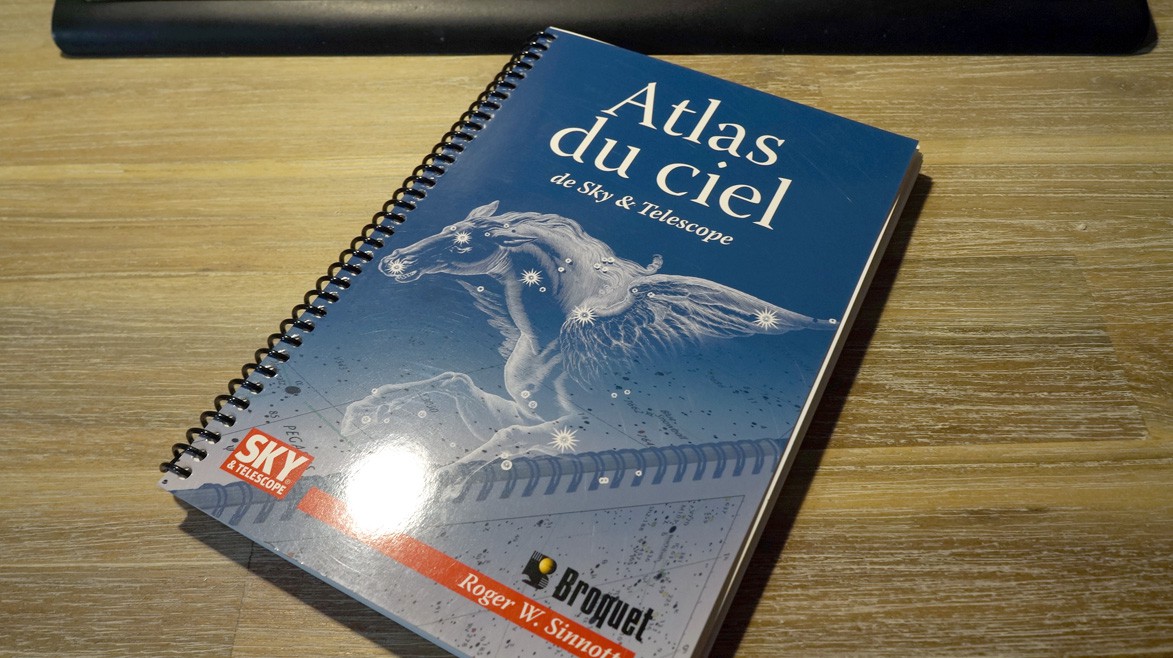 Atlas
du ciel
de Sky & Telescope
SKY
& TELESCOPE
Broquet
Roger W. Sinnott